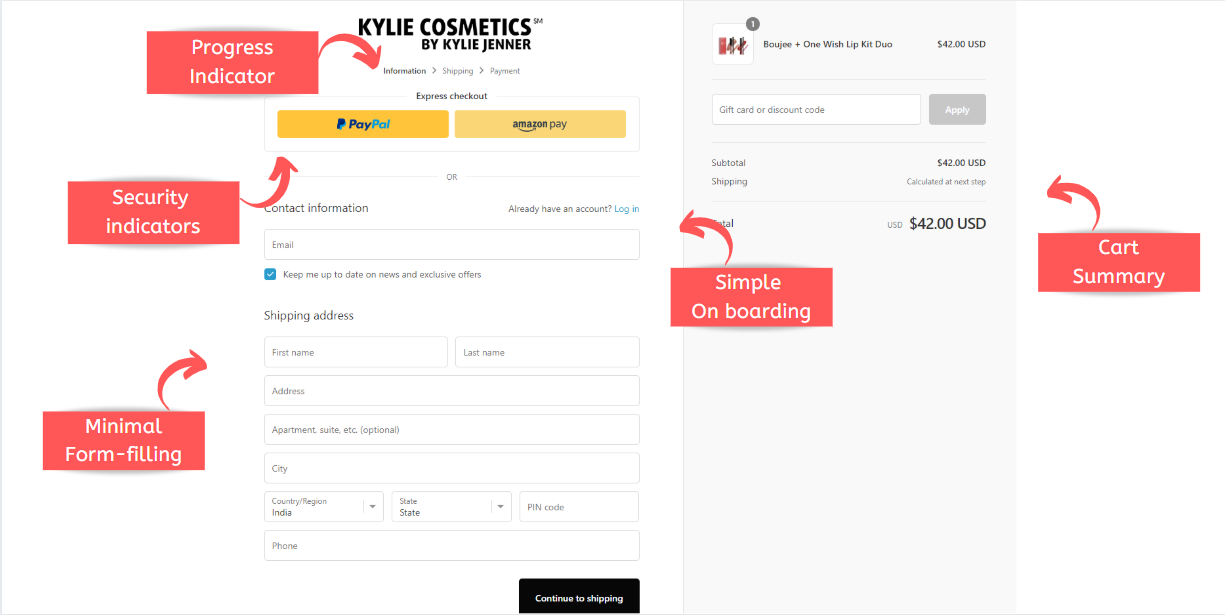 KYLIE COSMETICS℠
BY KYLIE JENNER
Progress
Indicator
Information > Shipping > Payment
Express checkout
PayPal
amazon pay
OR
Security
indicators
Contact information
Already have an account? Log in
Email
Keep me up to date on news and exclusive offers
Shipping address
First name
Last name
Address
Apartment, suite, etc. (optional)
City
Country/Region
India
State
State
PIN code
Phone
Continue to shipping
Minimal
Form-filling
1
Boujee + One Wish Lip Kit Duo
$42.00 USD
Gift card or discount code
Apply
Subtotal
$42.00 USD
Shipping
Calculated at next step
Total
USD $42.00 USD
Simple
On boarding
Cart
Summary